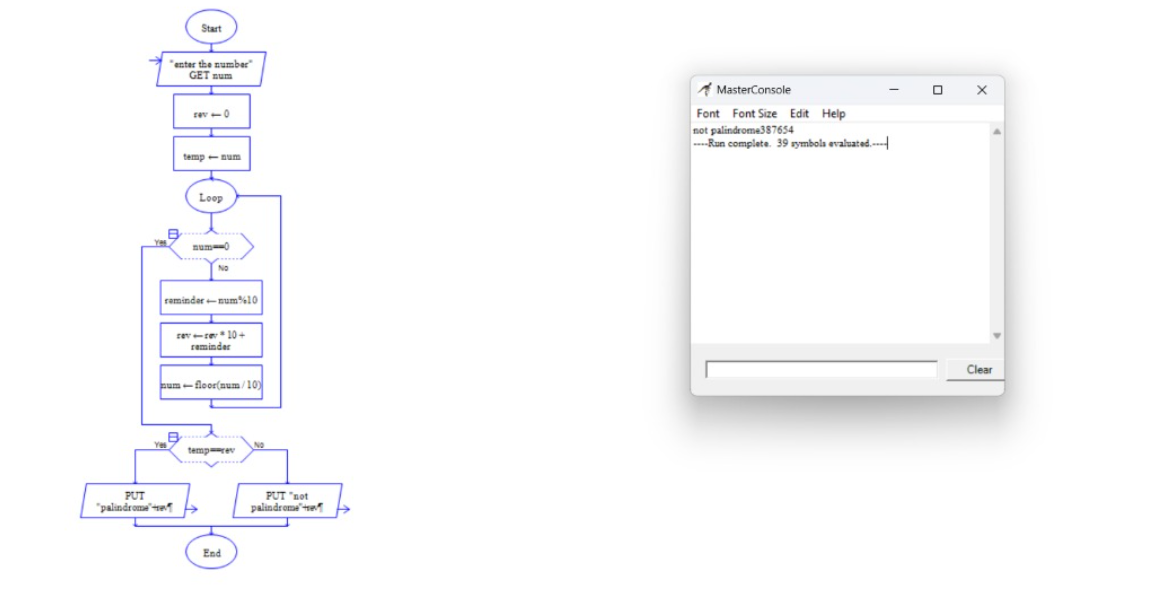 Start
"enter the number"
GET num
rev ← 0
temp ← num
Loop
Yes
num==0
No
reminder ← num%10
rev ← rev * 10 +
reminder
num ← floor(num / 10)
Yes
temp==rev
No
PUT
"palindrome"+rev¶
PUT "not
palindrome"+rev¶
End
MasterConsole
Font Font Size Edit Help
not palindrome387654
----Run complete. 39 symbols evaluated.----
Clear